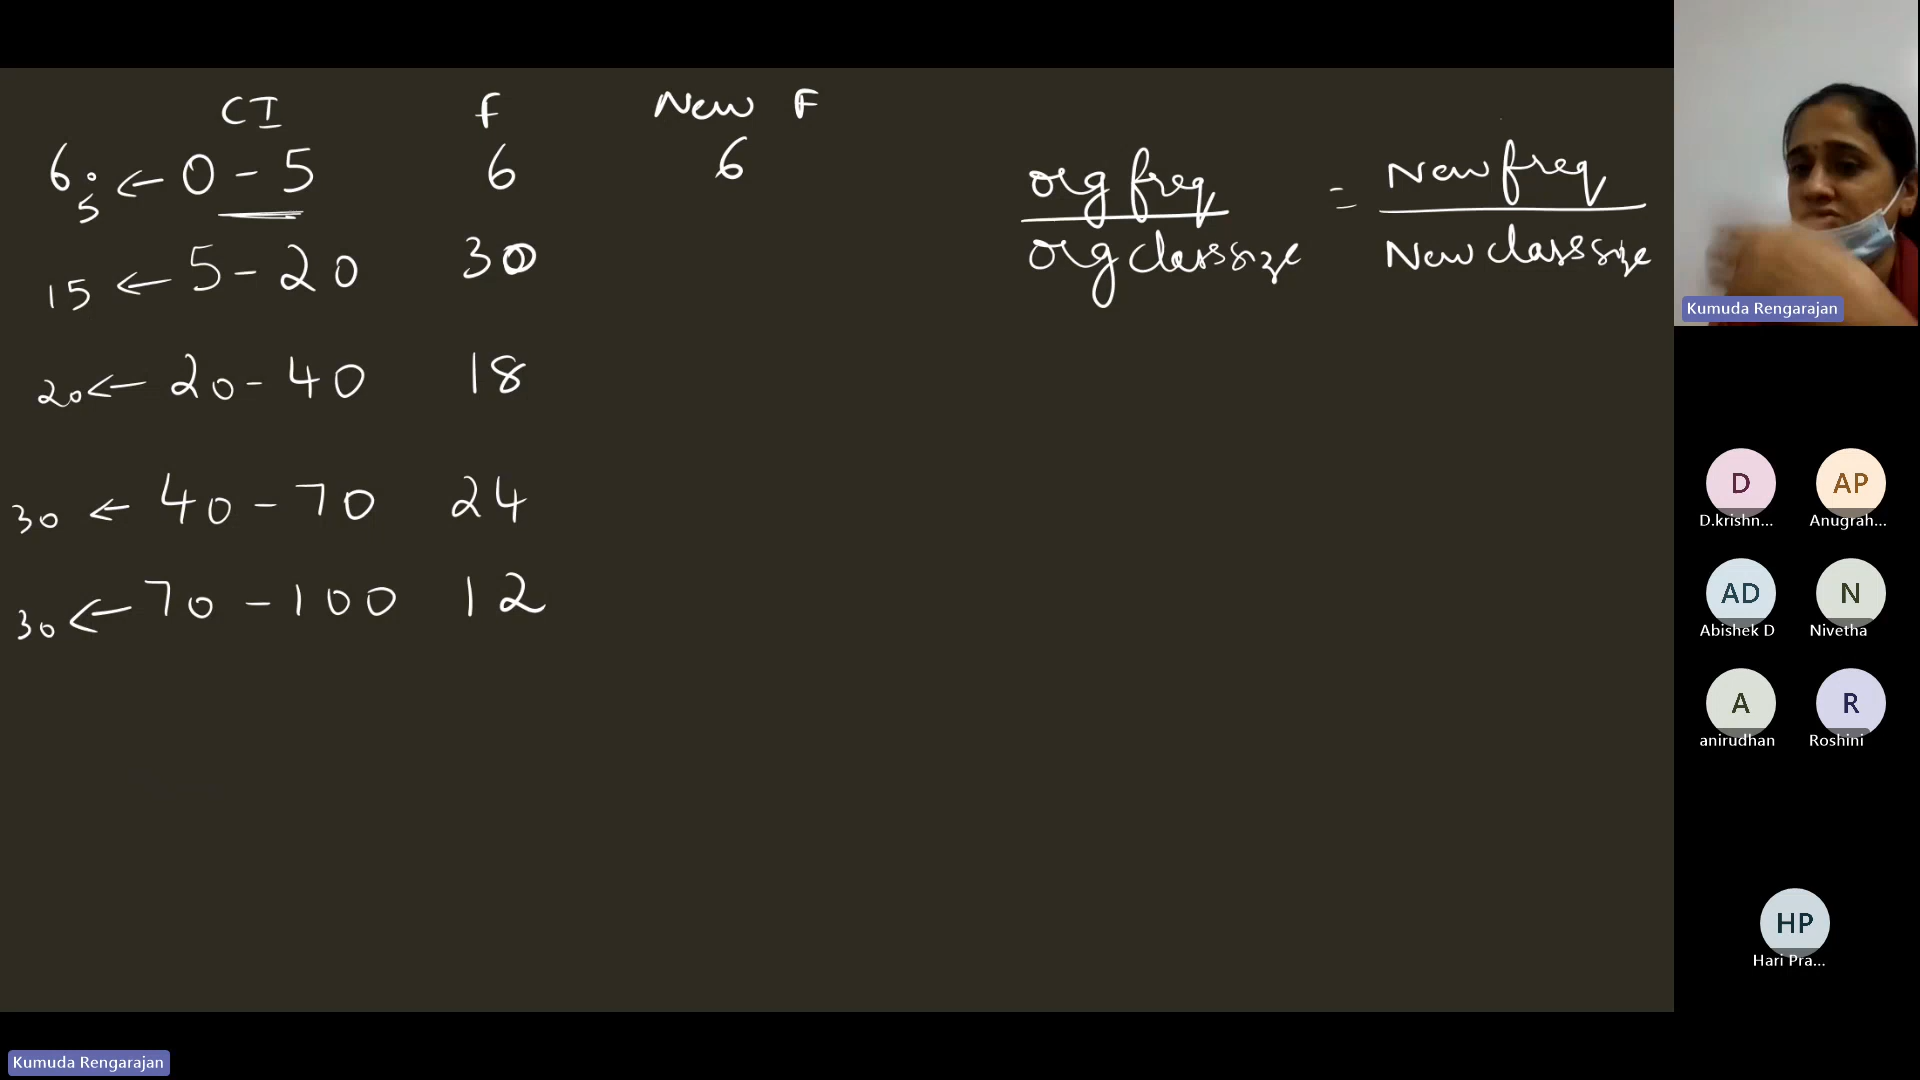 CI F New F
6 5 ← 0 - 5 6 6
15 ← 5 - 20 30
20 ← 20 - 40 18
30 ← 40 - 70 24
30 ← 70 - 100 12
org freq = New freq
org class size New class size
Kumuda Rengarajan
D AP
D.krishn... Anugrah...
AD N
Abishek D Nivetha
A R
anirudhan Roshini
HP
Hari Pra...
Kumuda Rengarajan